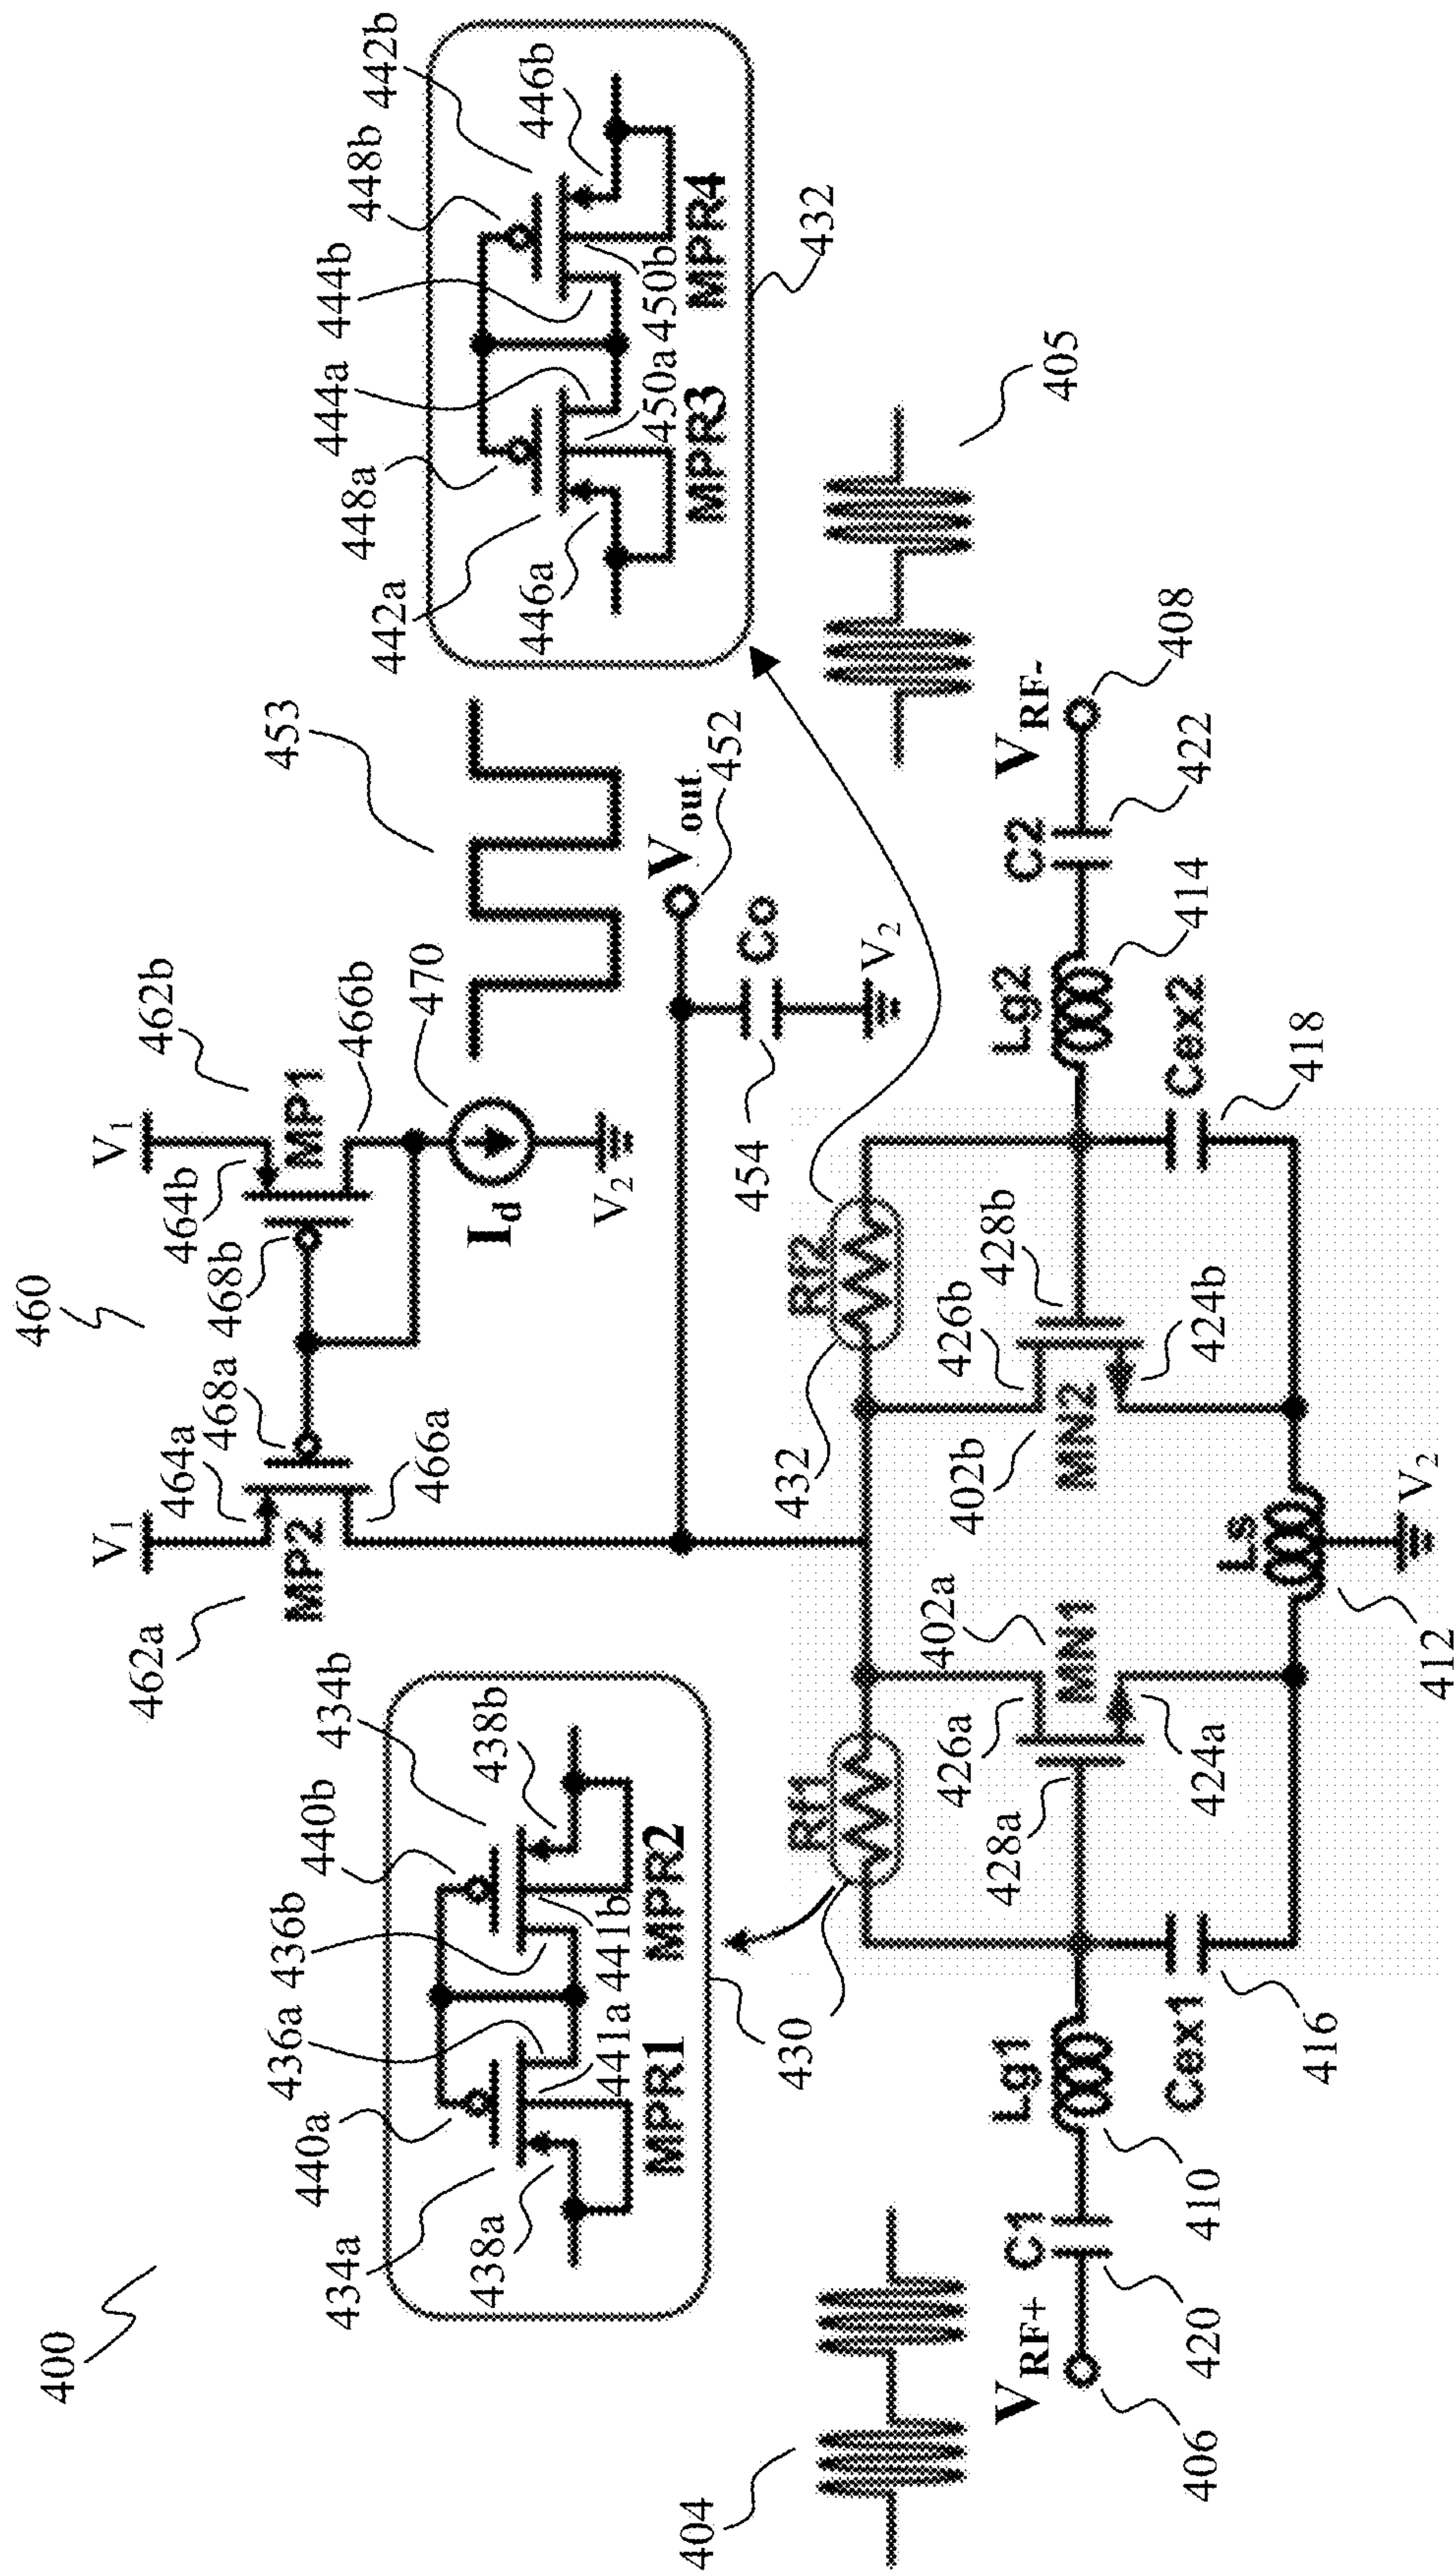 400
460
V1
V1
462a
464a
MP2
466a
468a
468b
464b
MP1
462b
466b
470
Id
V2
453
442a
448a
444a
444b
448b
442b
446a
450a
450b
446b
MPR3
MPR4
432
434a
440a
436a
436b
440b
434b
438a
441a
441b
438b
MPR1
MPR2
430
Vout
452
Co
454
V2
404
405
Rf1
Rf2
432
426a
402a
MN1
428a
424a
426b
428b
402b
MN2
424b
VRF+
406
C1
420
Lg1
410
Cex1
416
Ls
412
V2
Lg2
414
C2
422
VRF-
408
Cex2
418